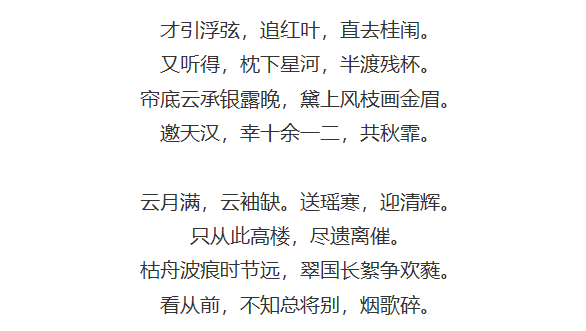 才引浮弦，追红叶，直去桂闱。
又听得，枕下星河，半渡残杯。
帘底云承银露晚，黛上风枝画金眉。
邀天汉，幸十余一二，共秋霏。
云月满，云袖缺。送瑶寒，迎清辉。
只从此高楼，尽遗离催。
枯舟波痕时节远，翠国长絮争欢蕤。
看从前，不知总将别，烟歌碎。